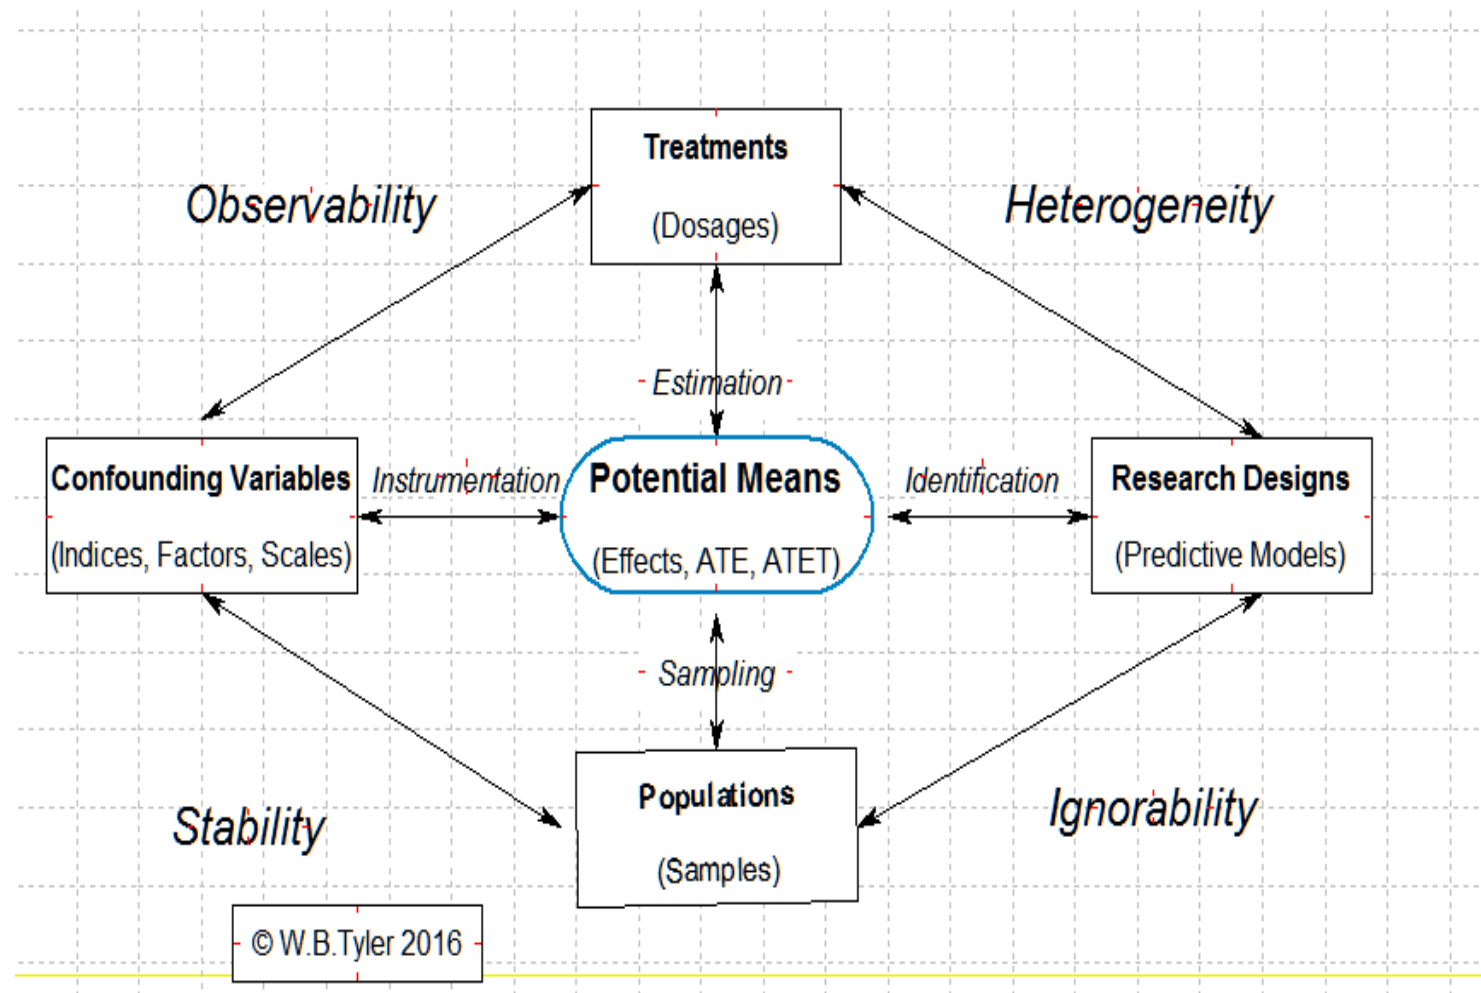 Treatments
(Dosages)
Observability
Heterogeneity
Estimation
Confounding Variables
(Indices, Factors, Scales)
Instrumentation
Potential Means
(Effects, ATE, ATET)
Identification
Research Designs
(Predictive Models)
Sampling
Populations
(Samples)
Stability
Ignorability
© W.B.Tyler 2016